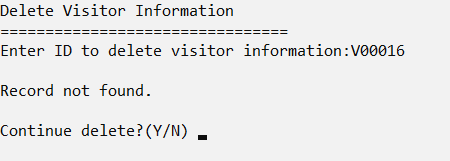 Delete Visitor Information
================================
Enter ID to delete visitor information:V00016
Record not found.
Continue delete?(Y/N)